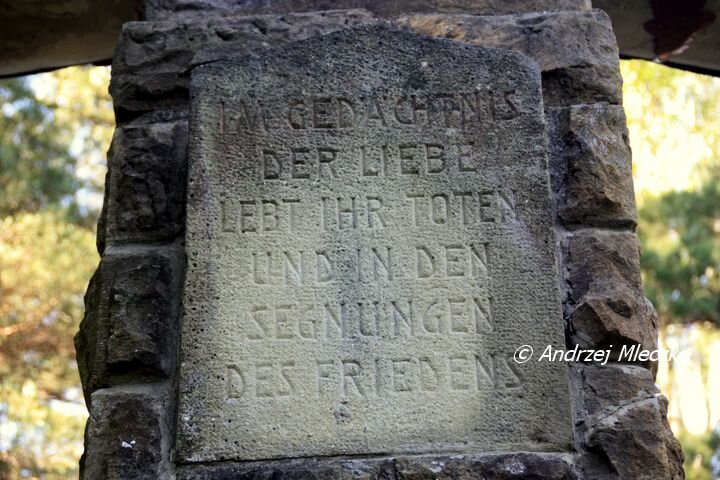 IM GEDÄCHTNIS
DER LIEBE
LEBT IHR TOTEN
UND IN DEN
SEGNUNGEN
DES FRIEDENS
© Andrzej Mleczko